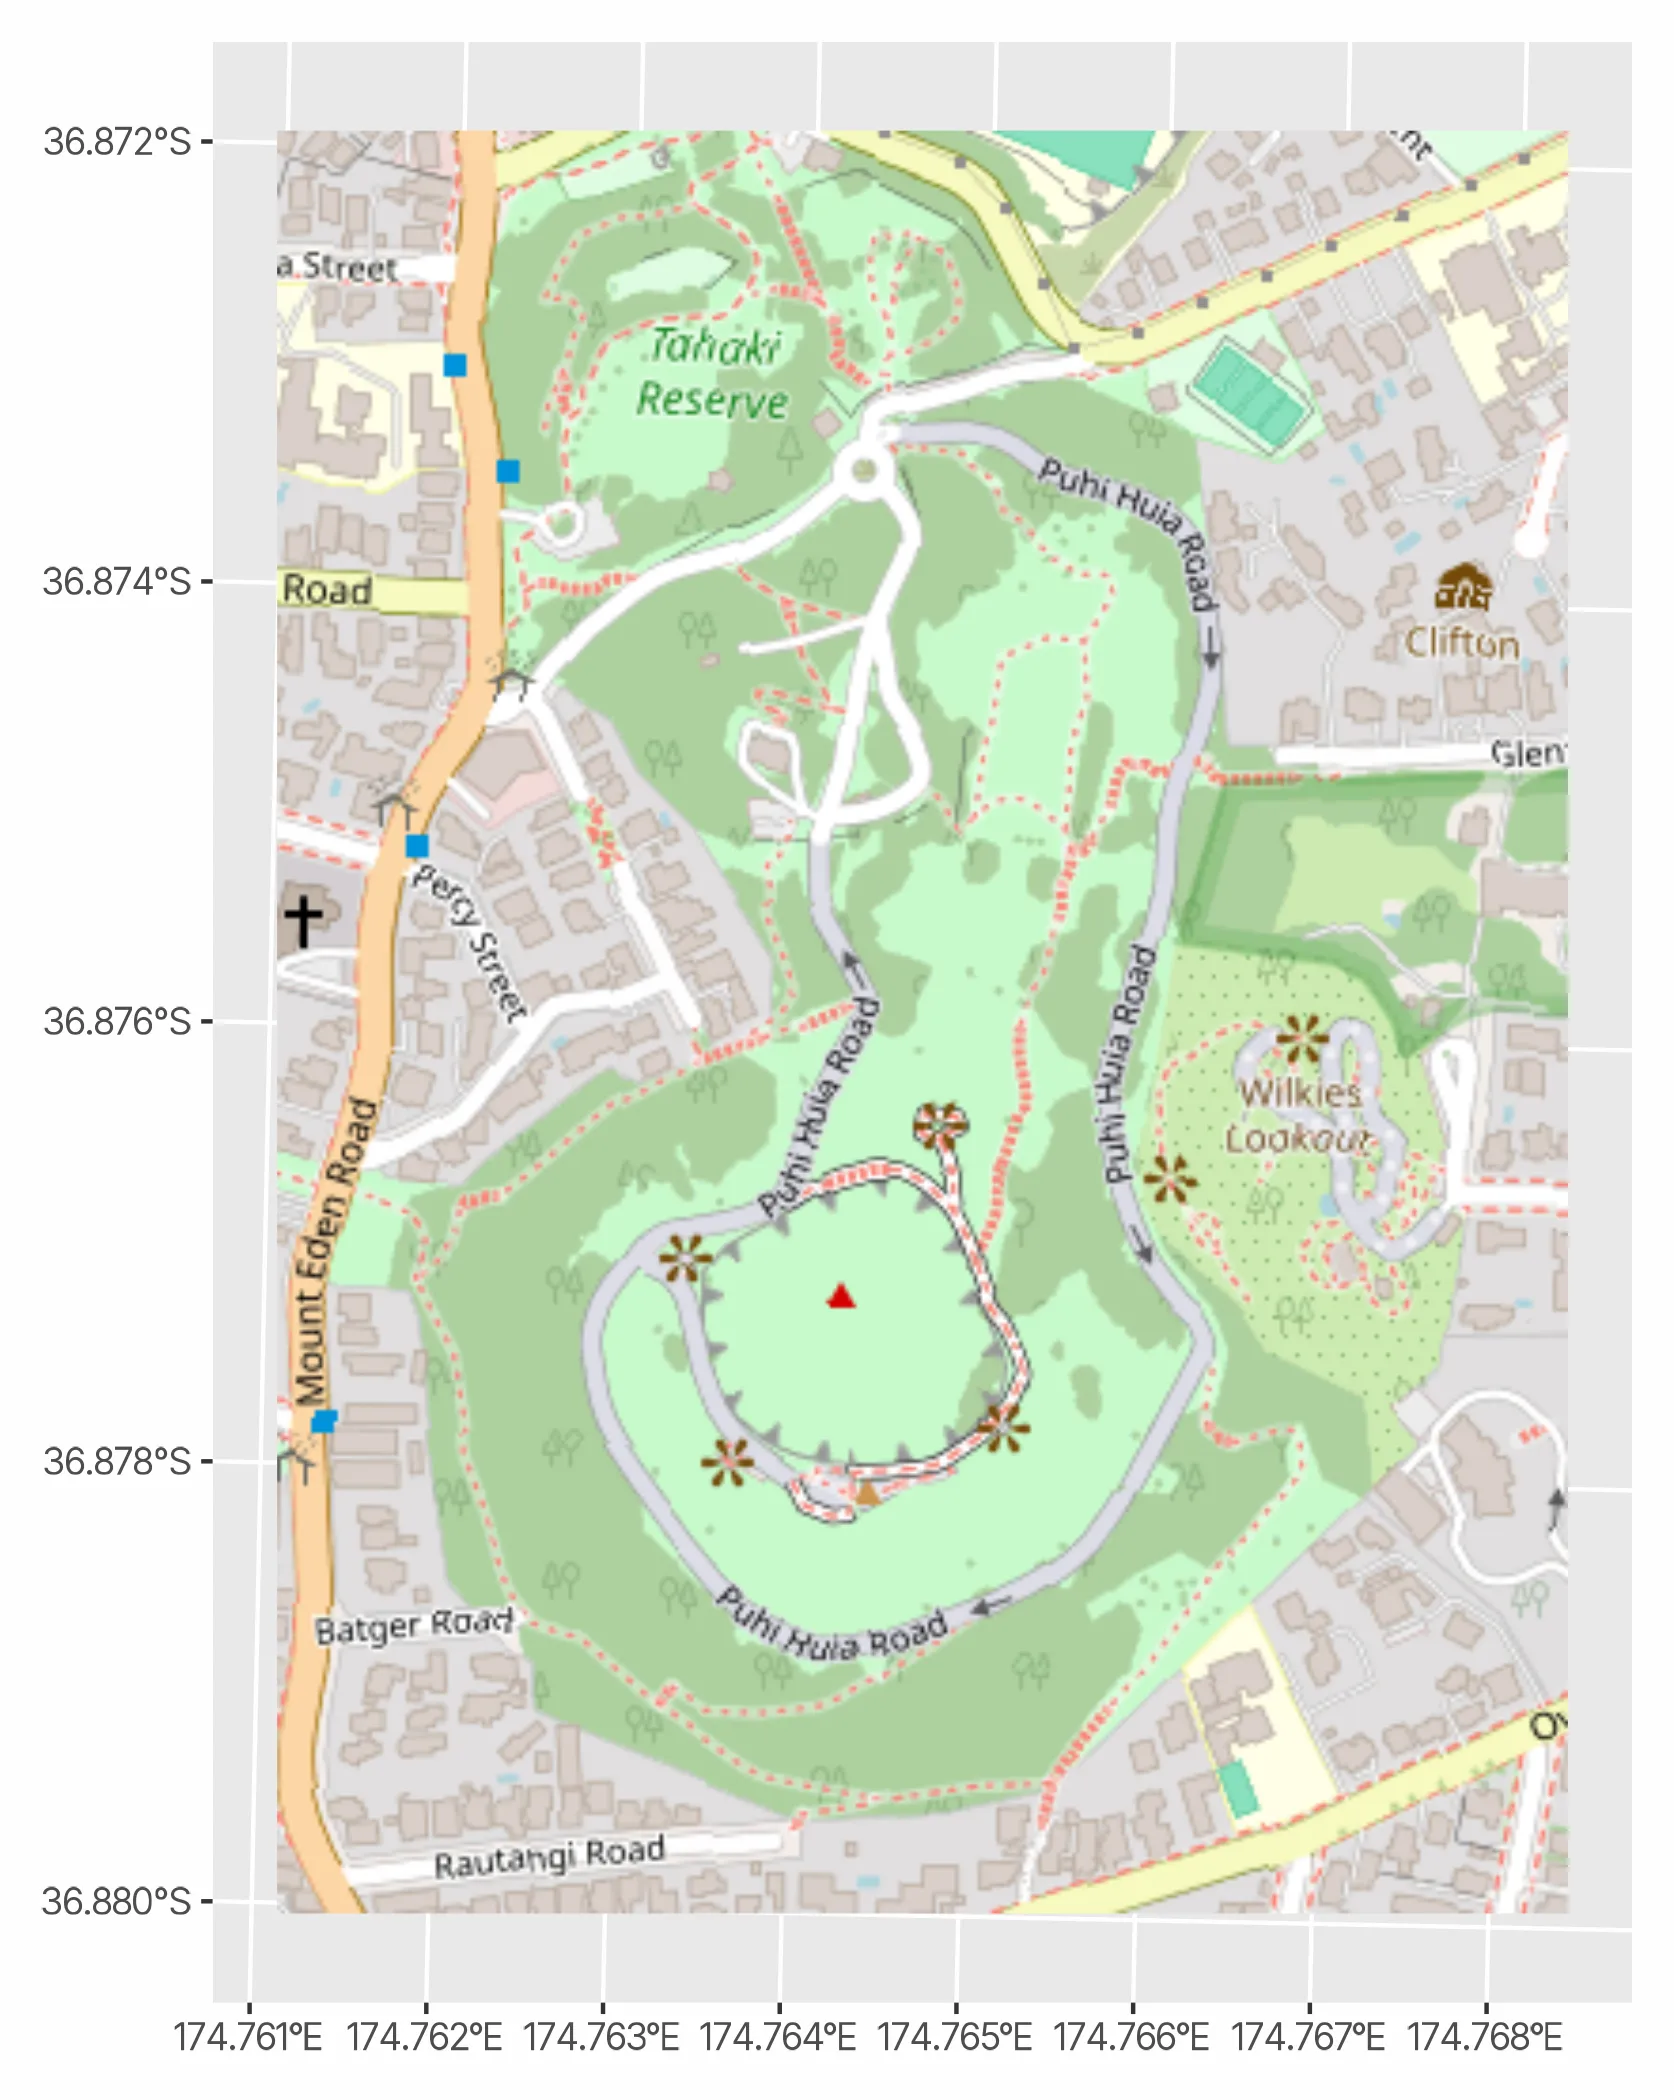 36.872°S
36.874°S
36.876°S
36.878°S
36.880°S
174.761°E
174.762°E
174.763°E
174.764°E
174.765°E
174.766°E
174.767°E
174.768°E
a Street
Tahaki
Reserve
Puhi Huia Road
Road
Clifton
Glen
Percy Street
Puhi Huia Road
Puhi Huia Road
Wilkies
Lookout
Mount Eden Road
Batger Road
Puhi Huia Road
Rautangi Road